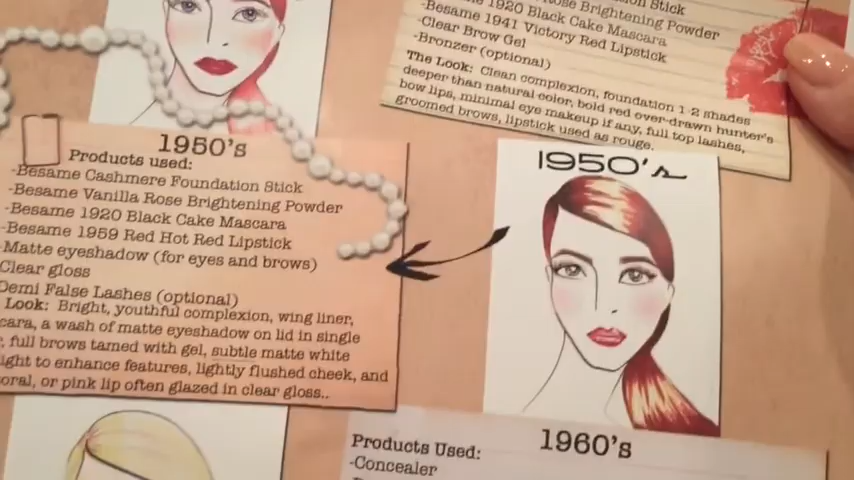 Stick
Rose Brightening Powder
1920 Black Cake Mascara
-Besame 1941 Victory Red Lipstick
-Clear Brow Gel
-Bronzer (optional)
The Look: Clean complexion, foundation 1-2 shades
deeper than natural color, bold red over-drawn hunter's
bow lips, minimal eye makeup if any, full top lashes,
groomed brows, lipstick used as rouge.
1950's
Products used:
-Besame Cashmere Foundation Stick
-Besame Vanilla Rose Brightening Powder
-Besame 1920 Black Cake Mascara
-Besame 1959 Red Hot Red Lipstick
Matte eyeshadow (for eyes and brows)
Clear gloss
Demi False Lashes (optional)
Look: Bright, youthful complexion, wing liner,
cara, a wash of matte eyeshadow on lid in single
, full brows tamed with gel, subtle matte white
ight to enhance features, lightly flushed cheek, and
oral, or pink lip often glazed in clear gloss..
1950's
1960's
Products Used:
-Concealer